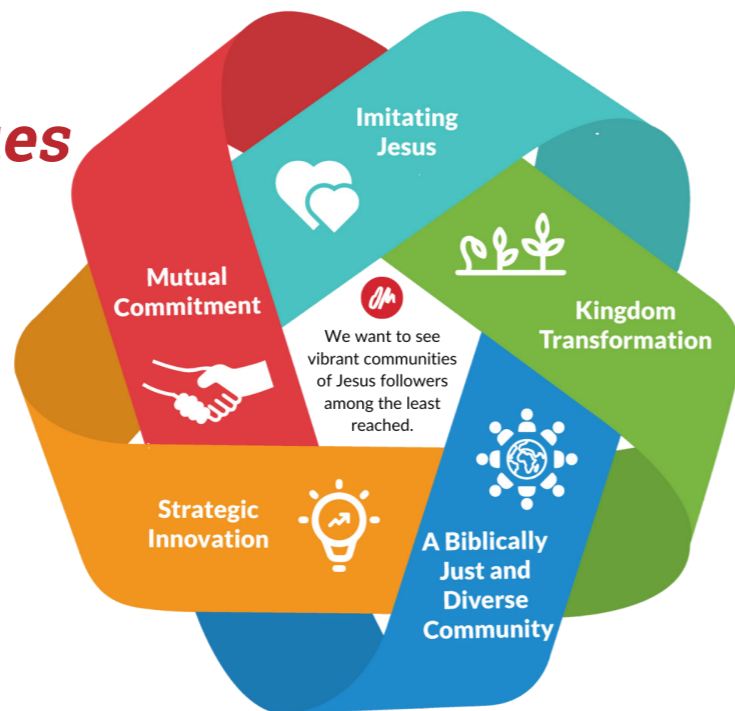 Imitating
Jesus
Mutual
Commitment
Kingdom
Transformation
OM
We want to see
vibrant communities
of Jesus followers
among the least
reached.
Strategic
Innovation
A Biblically
Just and
Diverse
Community